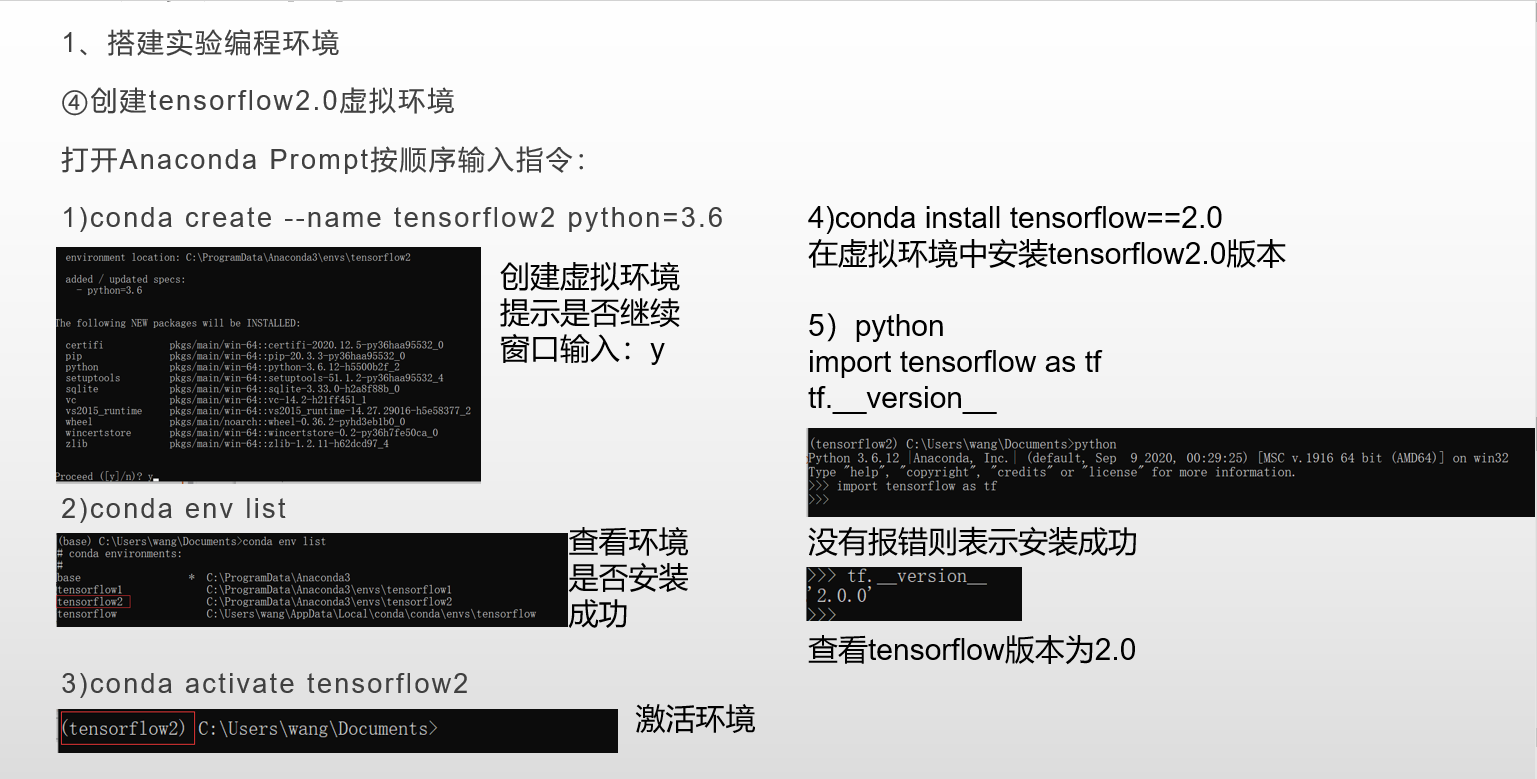 1、搭建实验编程环境
④创建tensorflow2.0虚拟环境
打开Anaconda Prompt按顺序输入指令：
1)conda create --name tensorflow2 python=3.6
environment location: C:\ProgramData\Anaconda3\envs\tensorflow2
added / updated specs:
- python=3.6
The following NEW packages will be INSTALLED:
certifi pkgs/main/win-64::certifi-2020.12.5-py36haa95532_0
pip pkgs/main/win-64::pip-20.3.3-py36haa95532_0
python pkgs/main/win-64::python-3.6.12-h5500b2f_2
setuptools pkgs/main/win-64::setuptools-51.1.2-py36haa95532_4
sqlite pkgs/main/win-64::sqlite-3.33.0-h2a8f88b_0
vc pkgs/main/win-64::vc-14.2-h21ff451_1
vs2015_runtime pkgs/main/win-64::vs2015_runtime-14.27.29016-h5e58377_2
wheel pkgs/main/noarch::wheel-0.36.2-pyhd3eb1b0_0
wincertstore pkgs/main/win-64::wincertstore-0.2-py36h7fe50ca_0
zlib pkgs/main/win-64::zlib-1.2.11-h62dcd97_4
Proceed ([y]/n)? y
创建虚拟环境
提示是否继续
窗口输入：y
2)conda env list
(base) C:\Users\wang\Documents>conda env list
# conda environments:
#
base * C:\ProgramData\Anaconda3
tensorflow1 C:\ProgramData\Anaconda3\envs\tensorflow1
tensorflow2 C:\ProgramData\Anaconda3\envs\tensorflow2
tensorflow C:\Users\wang\AppData\Local\conda\conda\envs\tensorflow
查看环境
是否安装
成功
3)conda activate tensorflow2
(tensorflow2) C:\Users\wang\Documents>
激活环境
4)conda install tensorflow==2.0
在虚拟环境中安装tensorflow2.0版本
5）python
import tensorflow as tf
tf.__version__
(tensorflow2) C:\Users\wang\Documents>python
Python 3.6.12 |Anaconda, Inc.| (default, Sep  9 2020, 00:29:25) [MSC v.1916 64 bit (AMD64)] on win32
Type "help", "copyright", "credits" or "license" for more information.
>>> import tensorflow as tf
>>>
没有报错则表示安装成功
>>> tf.__version__
'2.0.0'
>>>
查看tensorflow版本为2.0